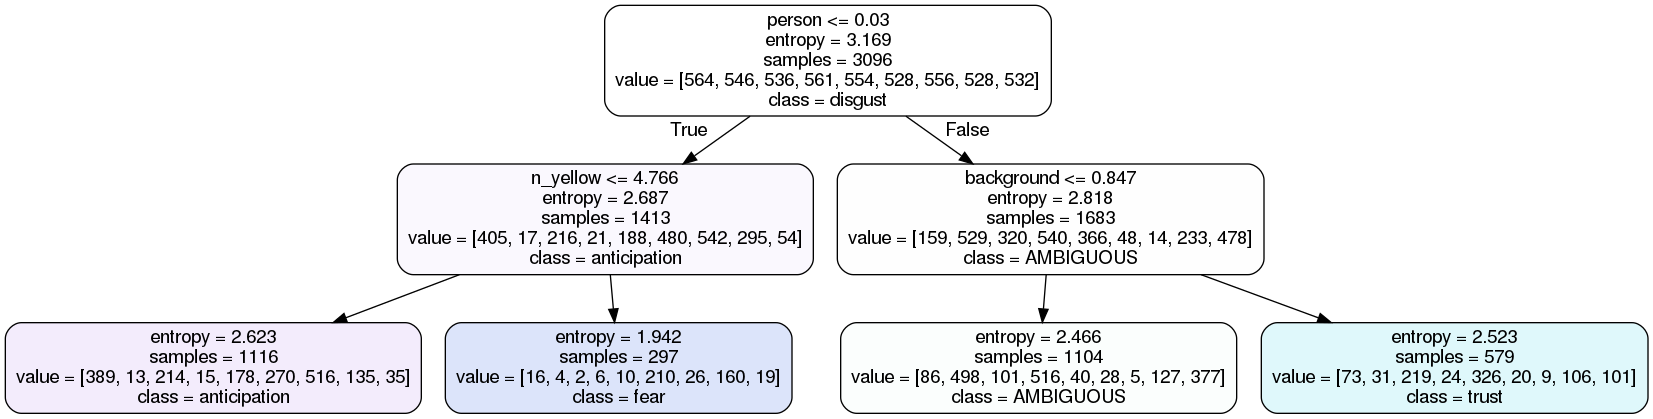 person <= 0.03
entropy = 3.169
samples = 3096
value = [564, 546, 536, 561, 554, 528, 556, 528, 532]
class = disgust
True
False
n_yellow <= 4.766
entropy = 2.687
samples = 1413
value = [405, 17, 216, 21, 188, 480, 542, 295, 54]
class = anticipation
background <= 0.847
entropy = 2.818
samples = 1683
value = [159, 529, 320, 540, 366, 48, 14, 233, 478]
class = AMBIGUOUS
entropy = 2.623
samples = 1116
value = [389, 13, 214, 15, 178, 270, 516, 135, 35]
class = anticipation
entropy = 1.942
samples = 297
value = [16, 4, 2, 6, 10, 210, 26, 160, 19]
class = fear
entropy = 2.466
samples = 1104
value = [86, 498, 101, 516, 40, 28, 5, 127, 377]
class = AMBIGUOUS
entropy = 2.523
samples = 579
value = [73, 31, 219, 24, 326, 20, 9, 106, 101]
class = trust